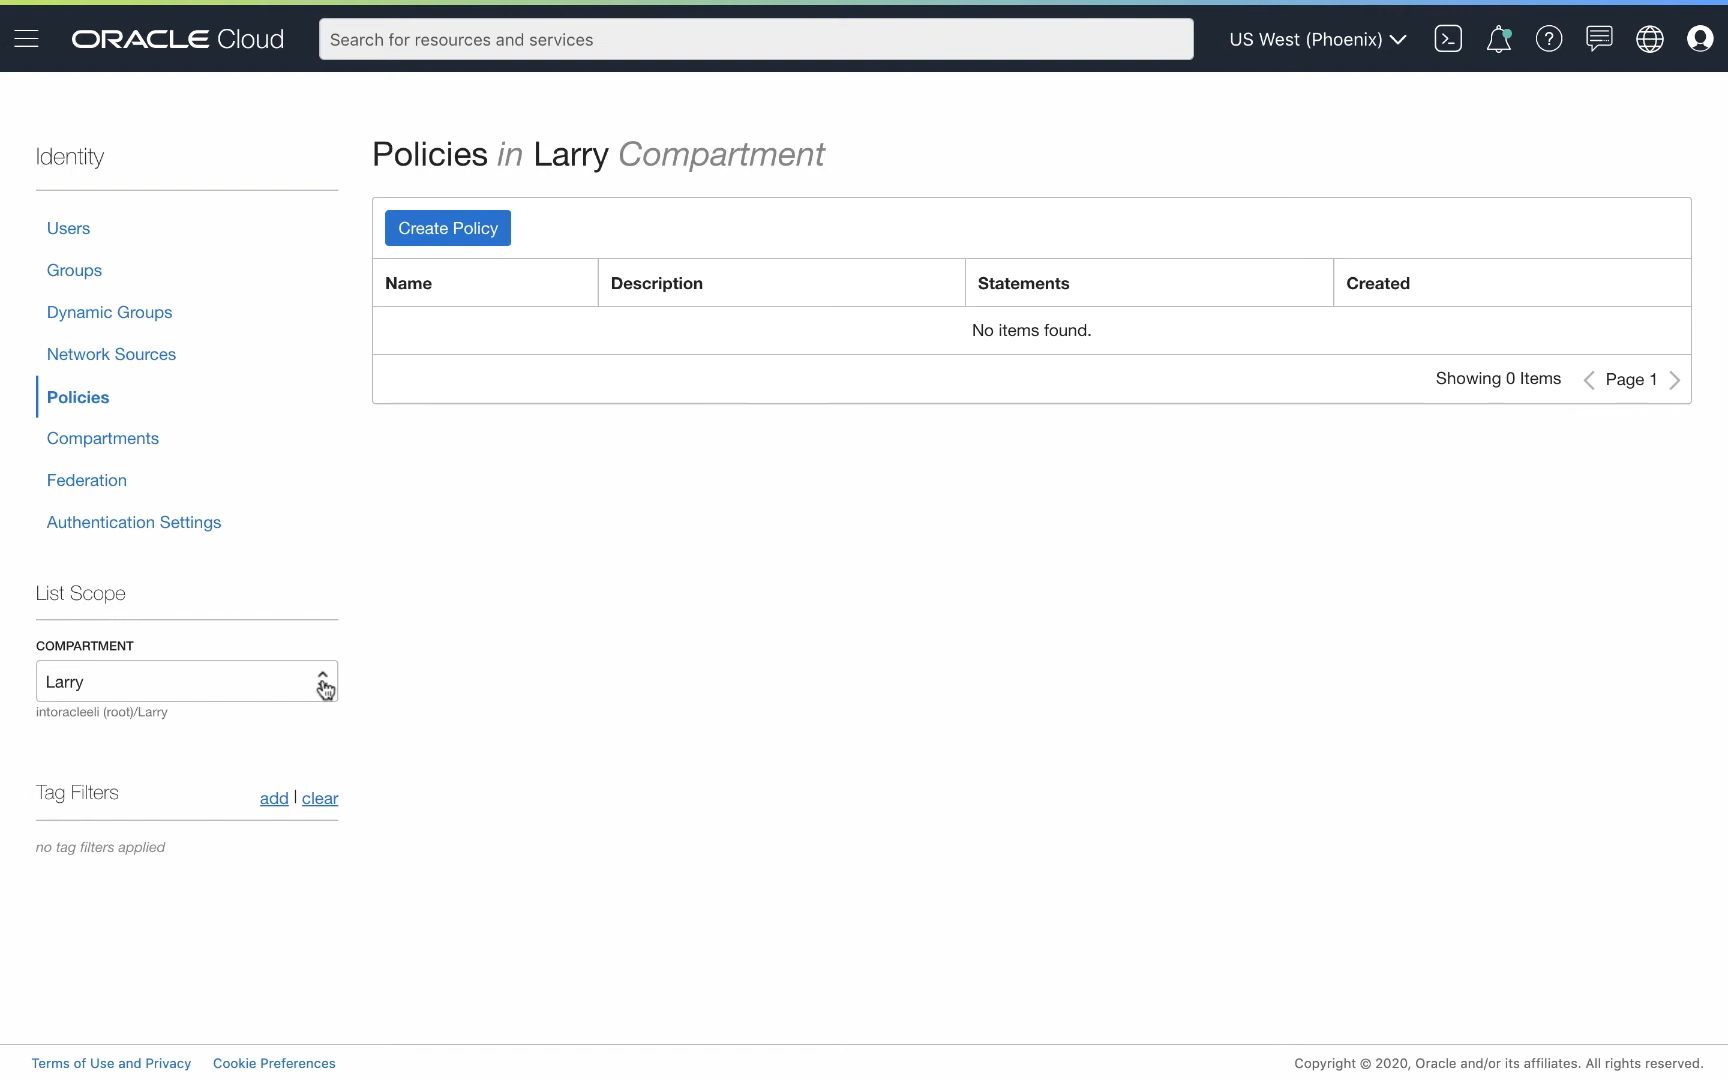 ORACLE Cloud
Search for resources and services
US West (Phoenix)
Identity
Users
Groups
Dynamic Groups
Network Sources
Policies
Compartments
Federation
Authentication Settings
List Scope
COMPARTMENT
Larry
intoracleeli (root)/Larry
Tag Filters
add | clear
no tag filters applied
Policies in Larry Compartment
Create Policy
Name Description Statements Created
No items found.
Showing 0 Items < Page 1 >
Terms of Use and Privacy Cookie Preferences
Copyright © 2020, Oracle and/or its affiliates. All rights reserved.